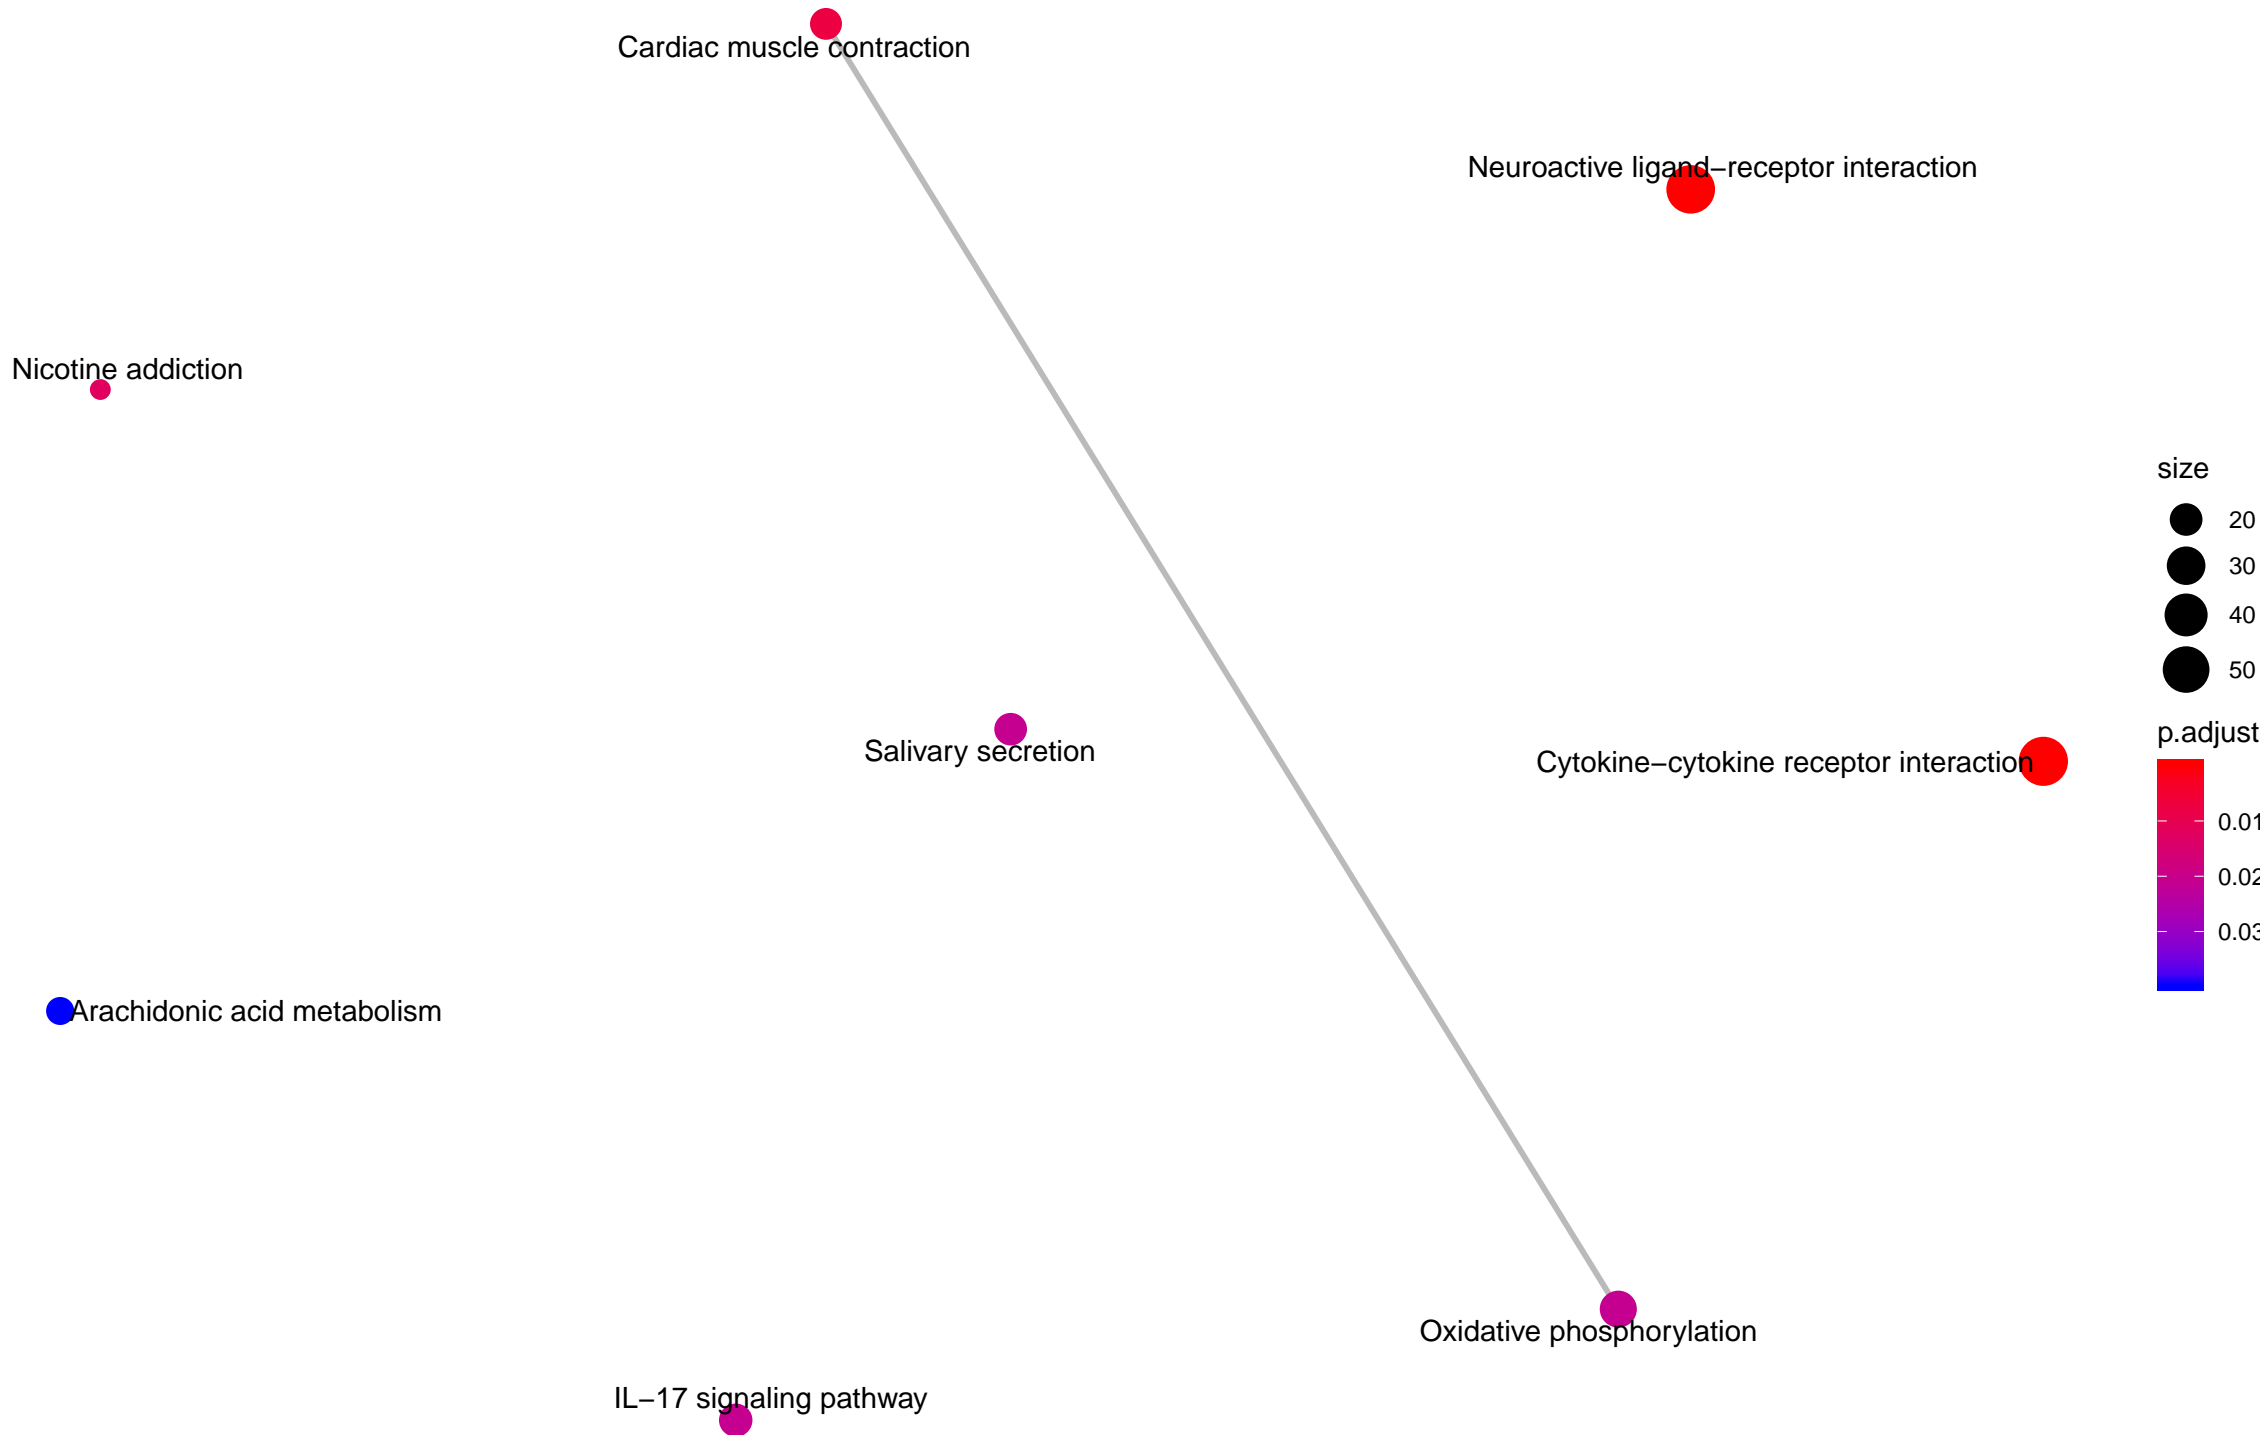 Cardiac muscle contraction
Neuroactive ligand−receptor interaction
Nicotine addiction
Salivary secretion
Cytokine−cytokine receptor interaction
Arachidonic acid metabolism
Oxidative phosphorylation
IL−17 signaling pathway
size
20
30
40
50
p.adjust
0.01
0.02
0.03